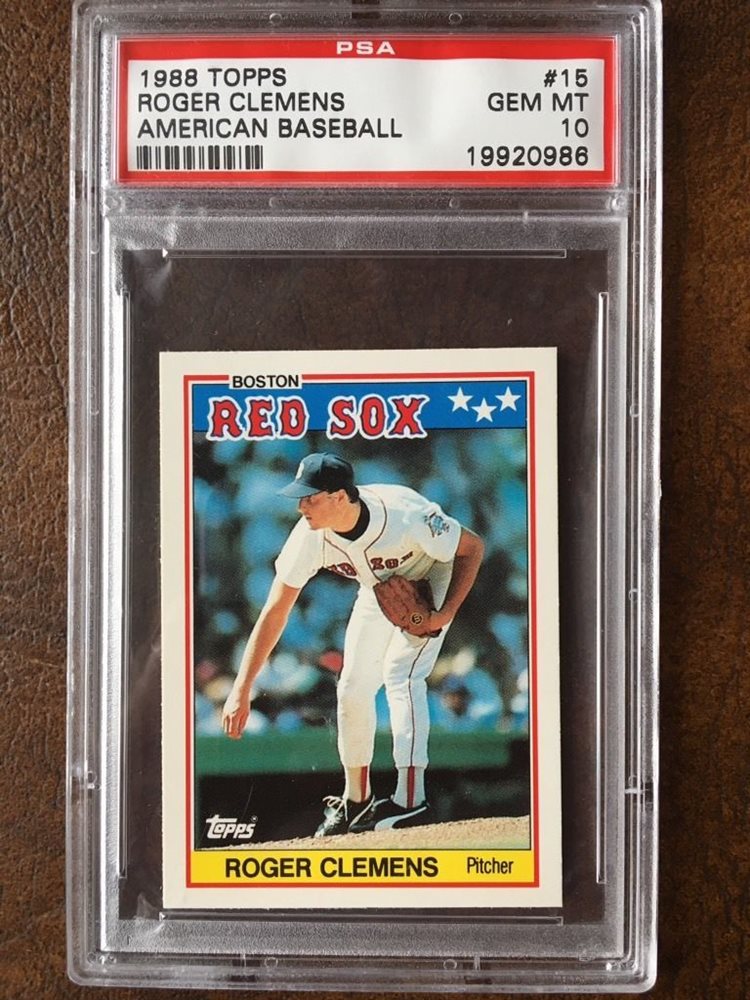 PSA
1988 TOPPS #15
ROGER CLEMENS GEM MT
AMERICAN BASEBALL 10
19920986
BOSTON
RED SOX
Topps
ROGER CLEMENS Pitcher